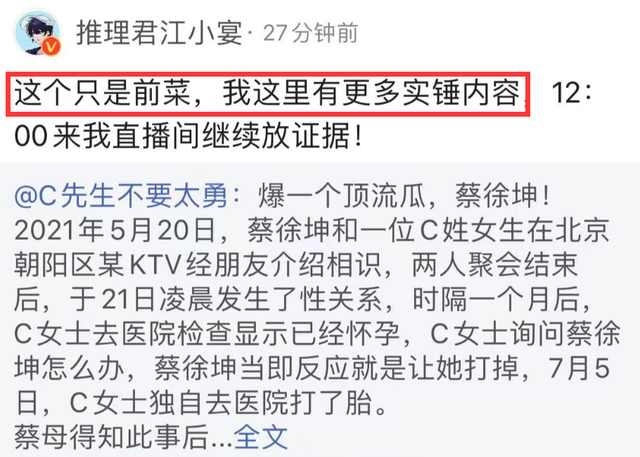 推理君江小宴·27分钟前
这个只是前菜，我这里有更多实锤内容，12：
00来我直播间继续放证据！
@C先生不要太勇：爆一个顶流瓜，蔡徐坤！
2021年5月20日，蔡徐坤和一位C姓女生在北京
朝阳区某KTV经朋友介绍相识，两人聚会结束
后，于21日凌晨发生了性关系，时隔一个月后，
C女士去医院检查显示已经怀孕，C女士询问蔡徐
坤怎么办，蔡徐坤当即反应就是让她打掉，7月5
日，C女士独自去医院打了胎。
蔡母得知此事后...全文